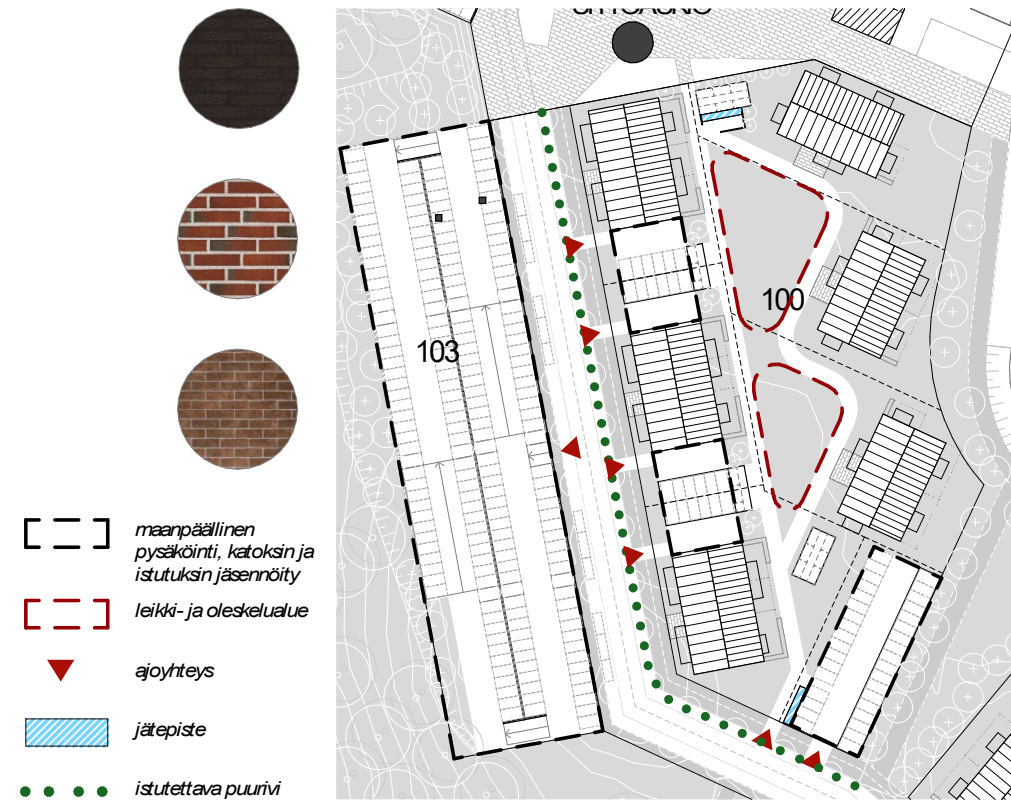 103
100
maanpäällinen
pysäköinti, katoksin ja
istutuksin jäsennöity
leikki- ja oleskelualue
ajoyhteys
jätepiste
istutettava puurivi